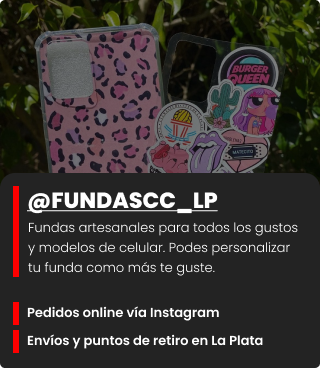 BURGER
QUEEN
@FUNDASCC_LP
Fundas artesanales para todos los gustos
y modelos de celular. Podes personalizar
tu funda como más te guste.
Pedidos online vía Instagram
Envíos y puntos de retiro en La Plata